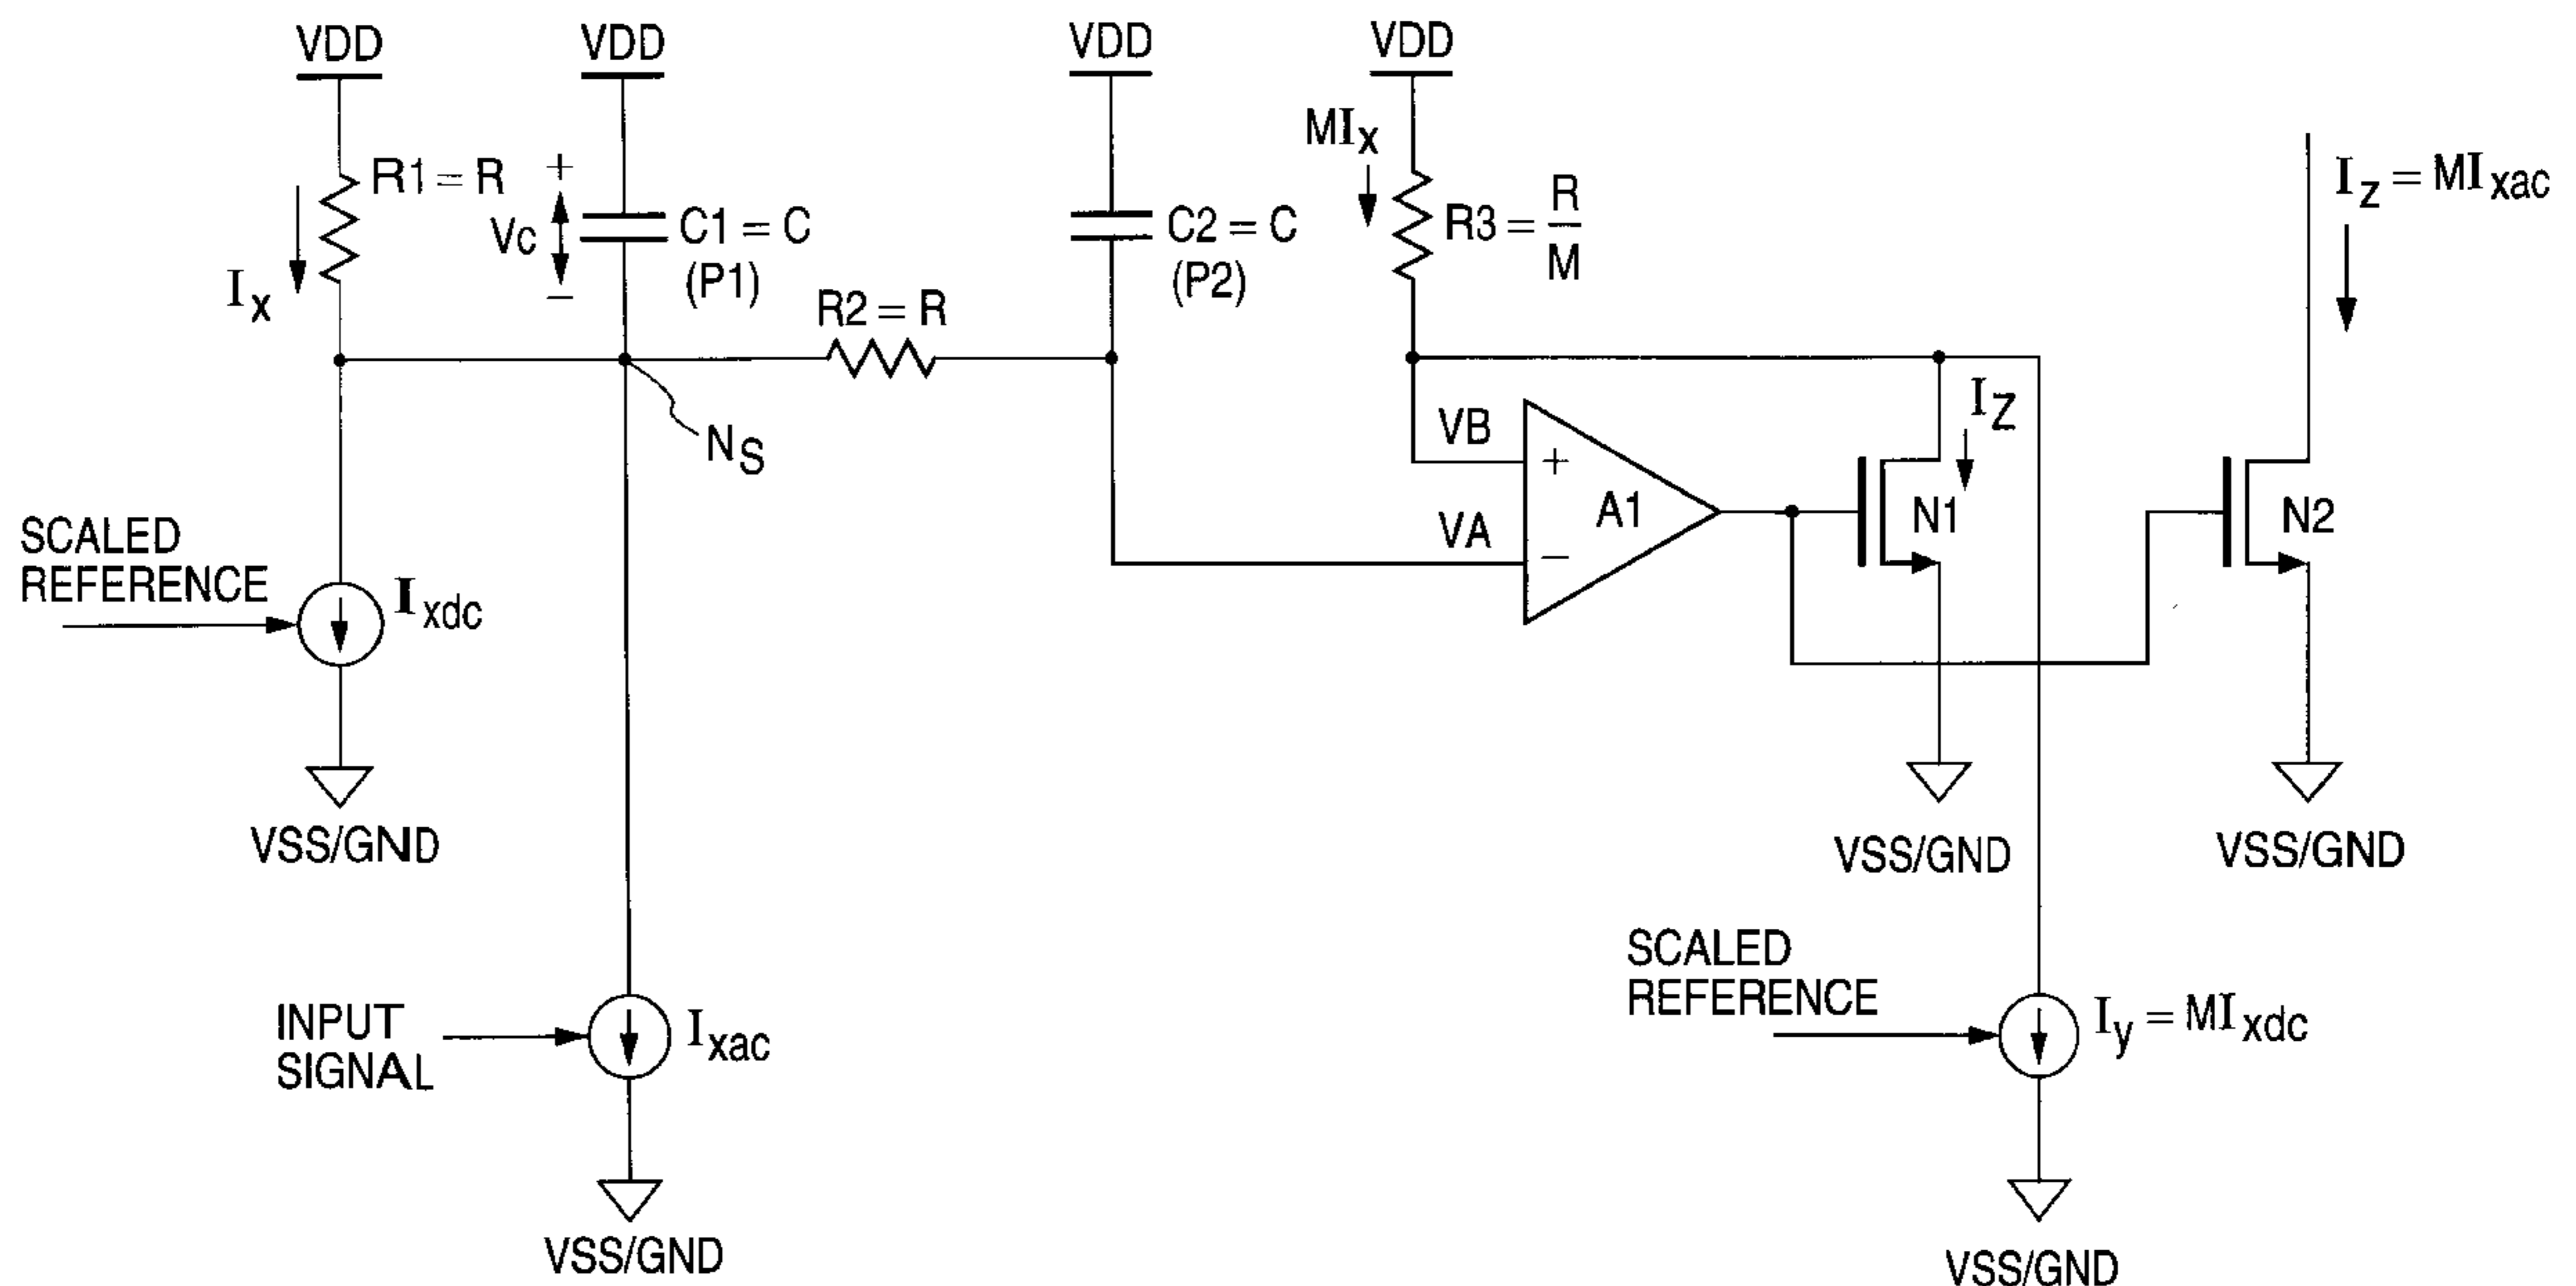 VDD
VDD
VDD
VDD
R1 = R
+
Vc
−
C1 = C
(P1)
Ix
R2 = R
C2 = C
(P2)
MIx
R3 = R/M
Iz = MIxac
NS
VB
+
VA
−
A1
IZ
N1
N2
SCALED
REFERENCE
Ixdc
VSS/GND
VSS/GND
VSS/GND
INPUT
SIGNAL
Ixac
SCALED
REFERENCE
Iy = MIxdc
VSS/GND
VSS/GND